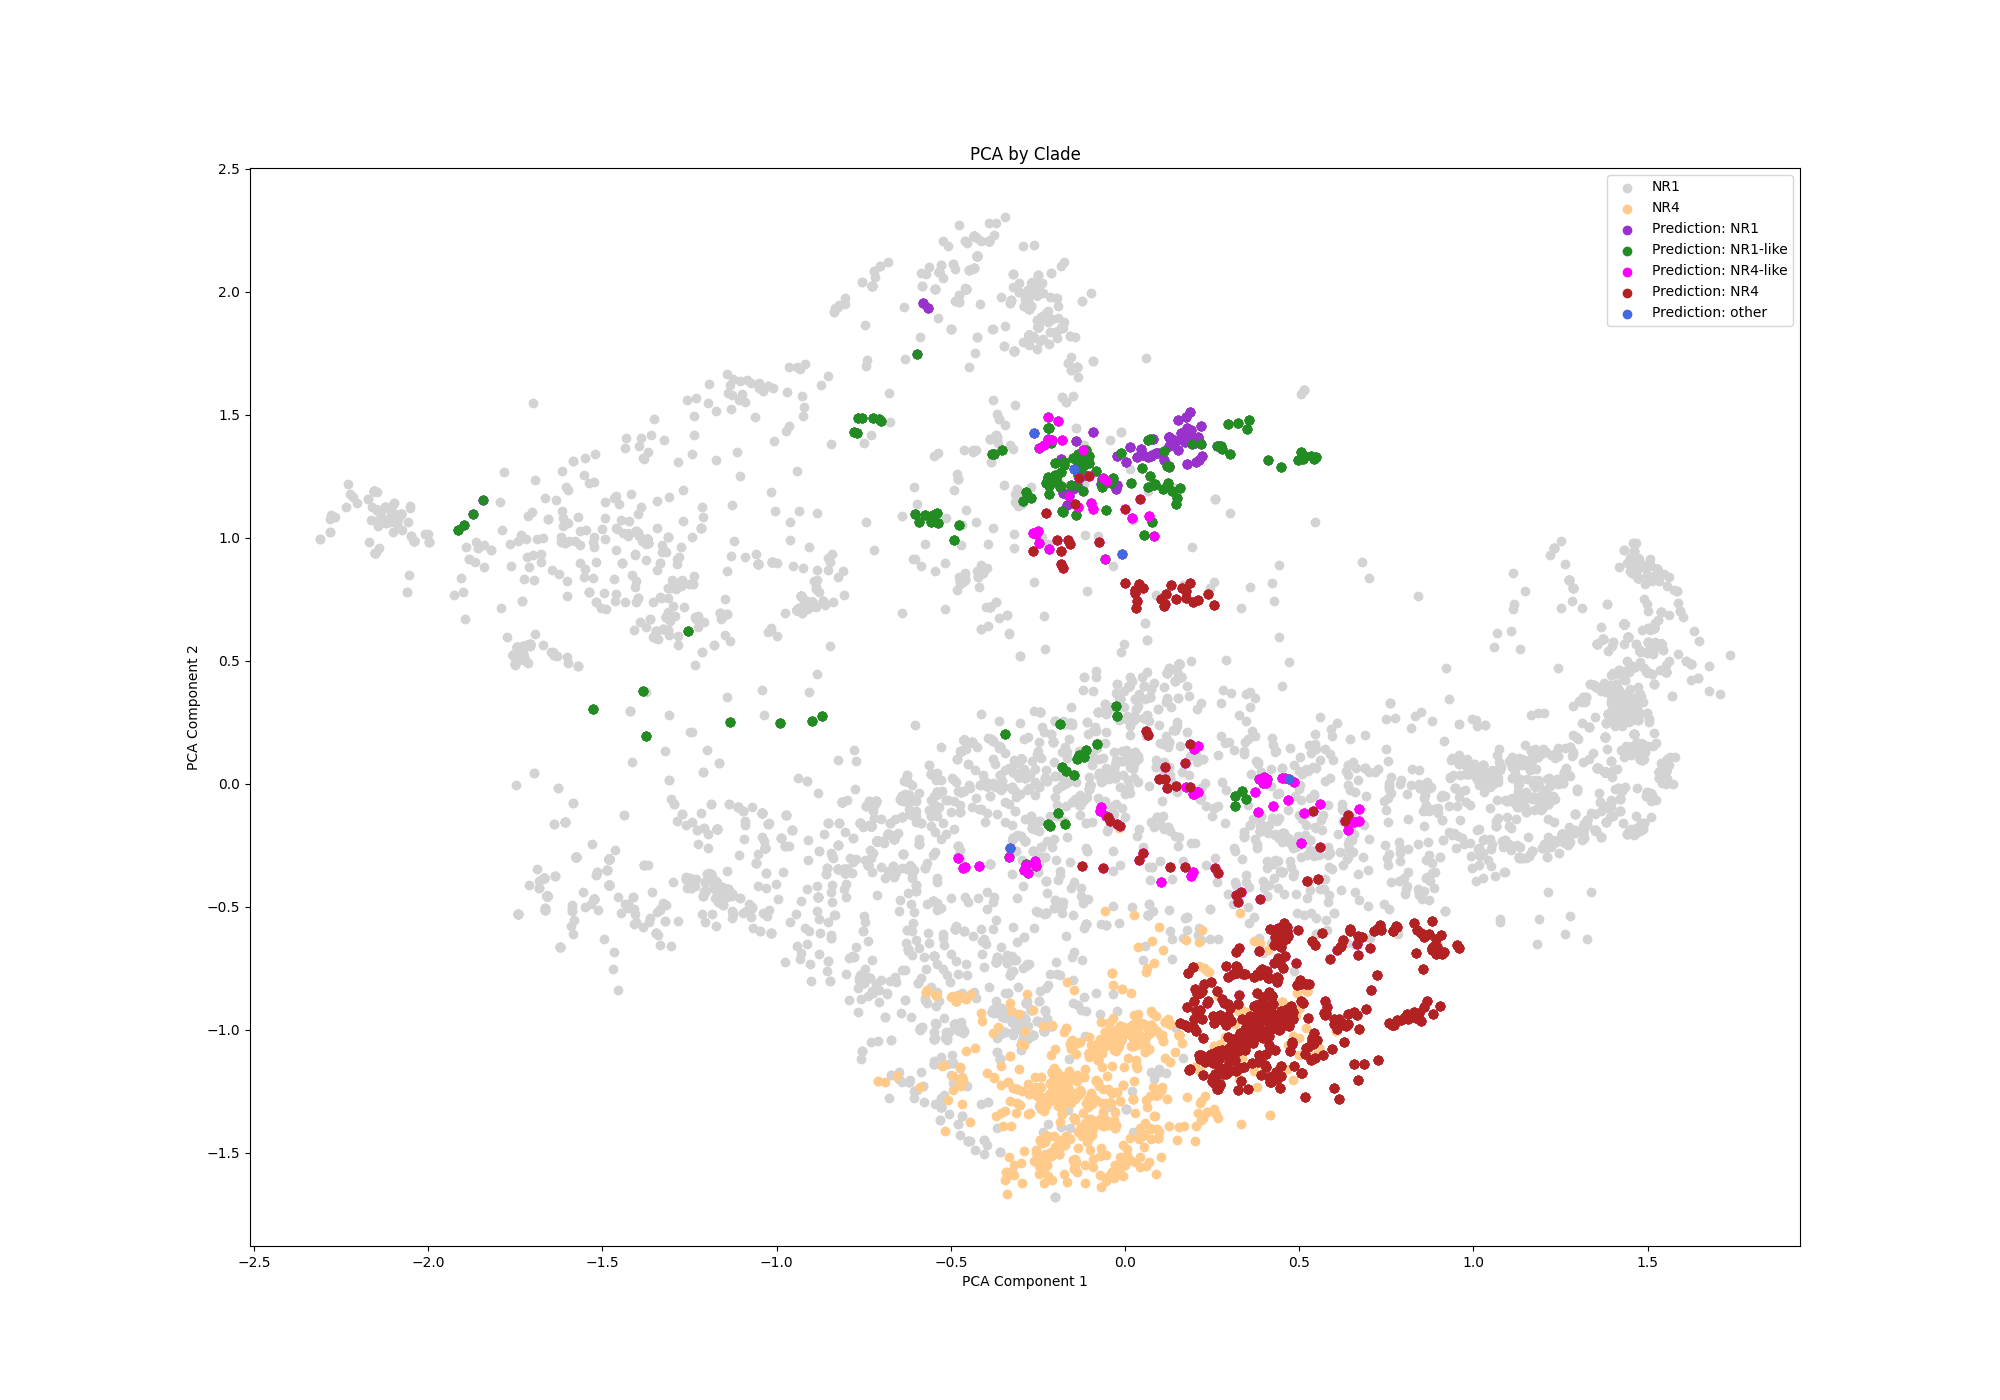 PCA by Clade
2.5
2.0
1.5
1.0
0.5
0.0
−0.5
−1.0
−1.5
PCA Component 2
NR1
NR4
Prediction: NR1
Prediction: NR1-like
Prediction: NR4-like
Prediction: NR4
Prediction: other
−2.5 −2.0 −1.5 −1.0 −0.5 0.0 0.5 1.0 1.5
PCA Component 1